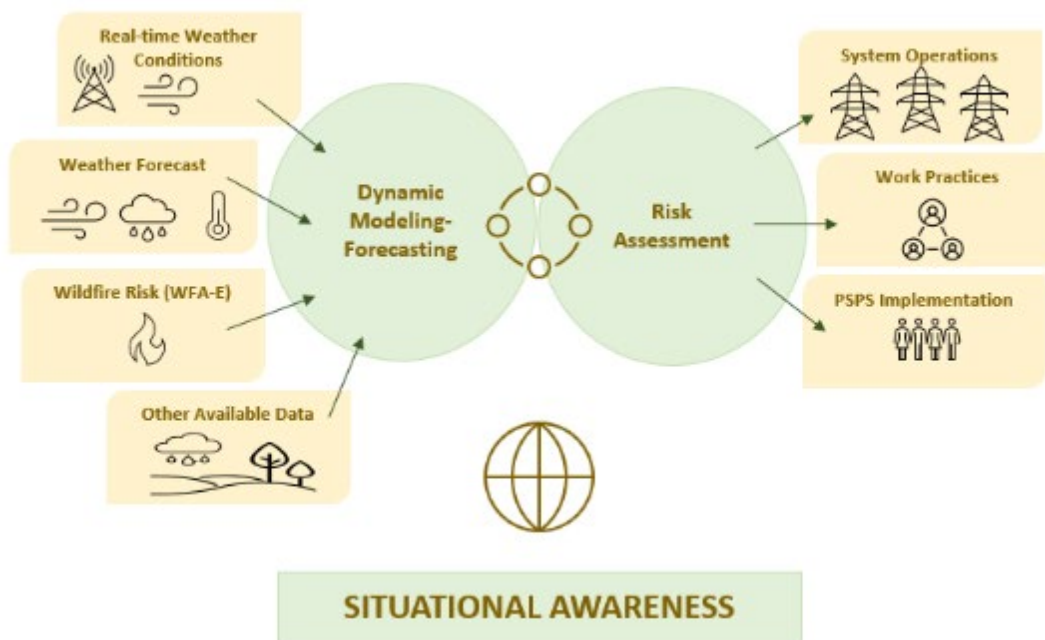 Real-time Weather
Conditions
Weather Forecast
Wildfire Risk (WFA-E)
Other Available Data
Dynamic
Modeling-
Forecasting
Risk
Assessment
System Operations
Work Practices
PSPS Implementation
SITUATIONAL AWARENESS